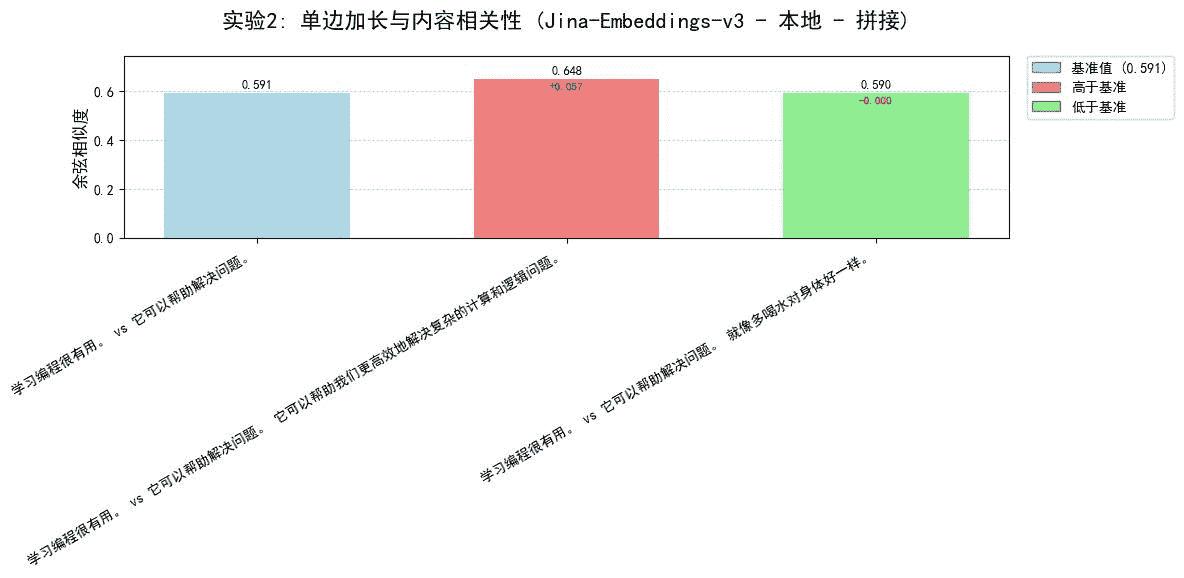 实验2: 单边加长与内容相关性 (Jina-Embeddings-v3 - 本地 - 拼接)
基准值 (0.591)
高于基准
低于基准
余弦相似度
0.6
0.4
0.2
0.0
0.591
0.648
+0.057
0.590
-0.000
学习编程很有用。 vs 它可以帮助解决问题。
学习编程很有用。 vs 它可以帮助解决问题。 它可以帮助我们更高效地解决复杂的计算和逻辑问题。
学习编程很有用。 vs 它可以帮助解决问题。 就像多喝水对身体好一样。